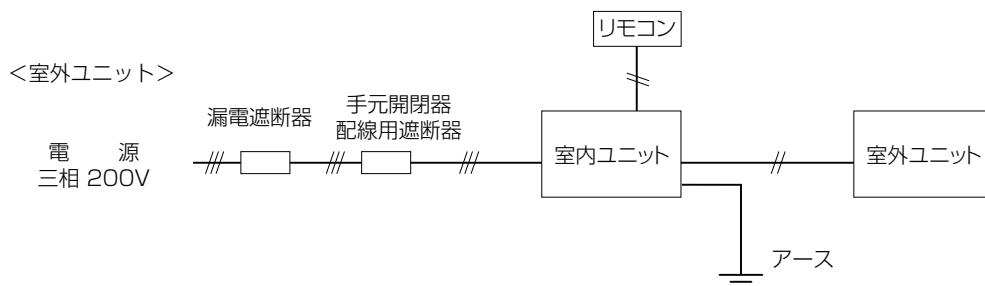 リモコン
＜室外ユニット＞
漏電遮断器
手元開閉器
配線用遮断器
電　源
三相 200V
室内ユニット
室外ユニット
アース